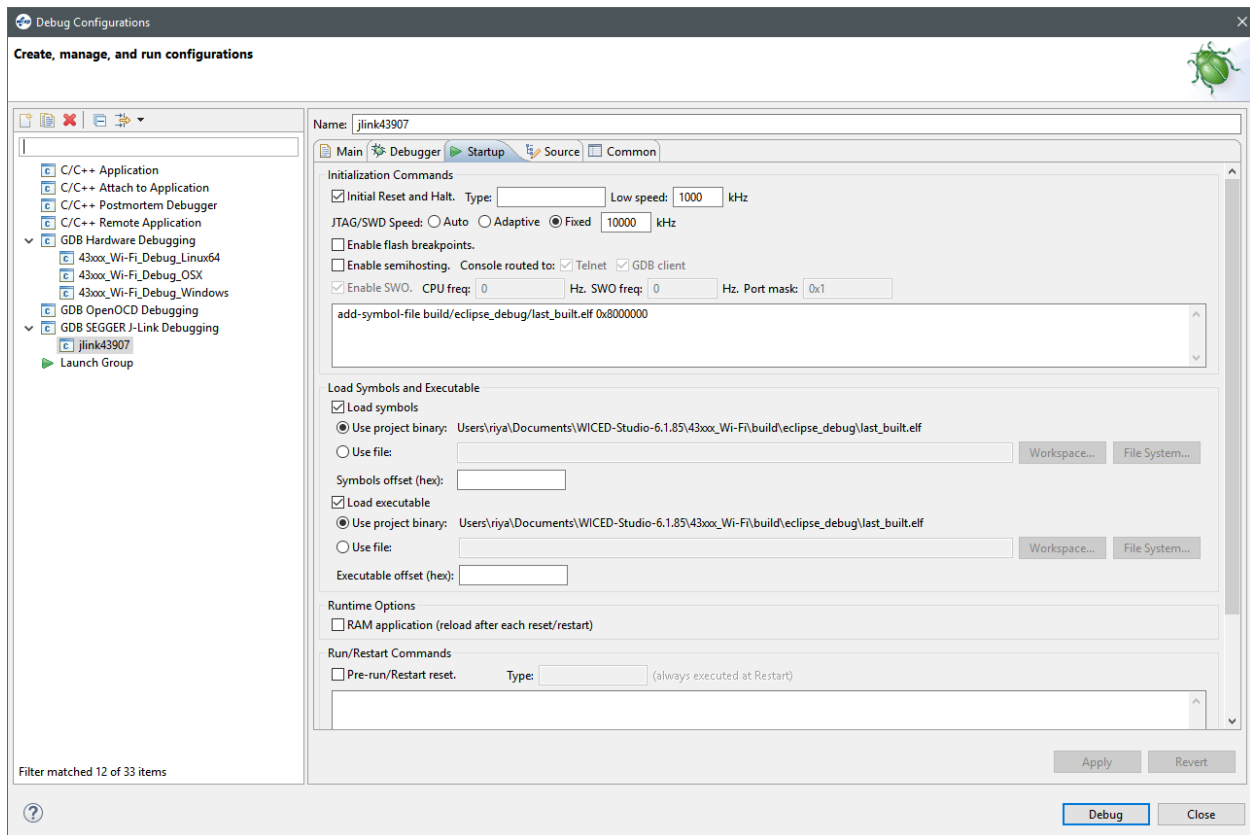 Debug Configurations
Create, manage, and run configurations
Name: jlink43907
Main Debugger Startup Source Common
C/C++ Application
C/C++ Attach to Application
C/C++ Postmortem Debugger
C/C++ Remote Application
GDB Hardware Debugging
43xxx_Wi-Fi_Debug_Linux64
43xxx_Wi-Fi_Debug_OSX
43xxx_Wi-Fi_Debug_Windows
GDB OpenOCD Debugging
GDB SEGGER J-Link Debugging
jlink43907
Launch Group
Filter matched 12 of 33 items
Initialization Commands
Initial Reset and Halt. Type: Low speed: 1000 kHz
JTAG/SWD Speed: Auto Adaptive Fixed 10000 kHz
Enable flash breakpoints.
Enable semihosting. Console routed to: Telnet GDB client
Enable SWO. CPU freq: 0 Hz. SWO freq: 0 Hz. Port mask: 0x1
add-symbol-file build/eclipse_debug/last_built.elf 0x8000000
Load Symbols and Executable
Load symbols
Use project binary: Users\riya\Documents\WICED-Studio-6.1.85\43xxx_Wi-Fi\build\eclipse_debug\last_built.elf
Use file: Workspace... File System...
Symbols offset (hex):
Load executable
Use project binary: Users\riya\Documents\WICED-Studio-6.1.85\43xxx_Wi-Fi\build\eclipse_debug\last_built.elf
Use file: Workspace... File System...
Executable offset (hex):
Runtime Options
RAM application (reload after each reset/restart)
Run/Restart Commands
Pre-run/Restart reset. Type: (always executed at Restart)
Apply Revert
Debug Close